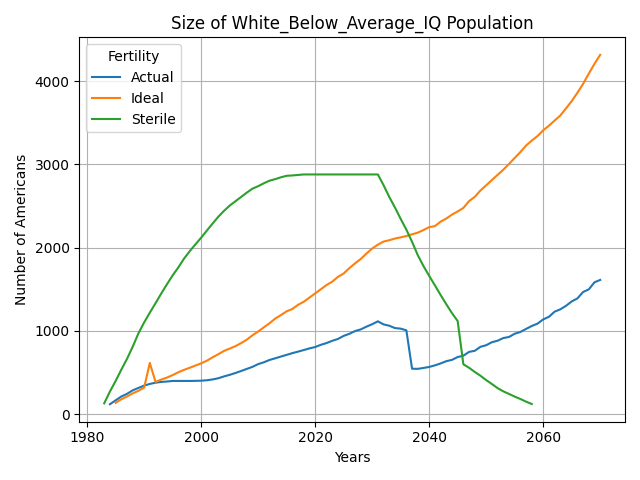 Size of White_Below_Average_IQ Population
Number of Americans
4000
3000
2000
1000
0
Fertility
Actual
Ideal
Sterile
1980
2000
2020
2040
2060
Years